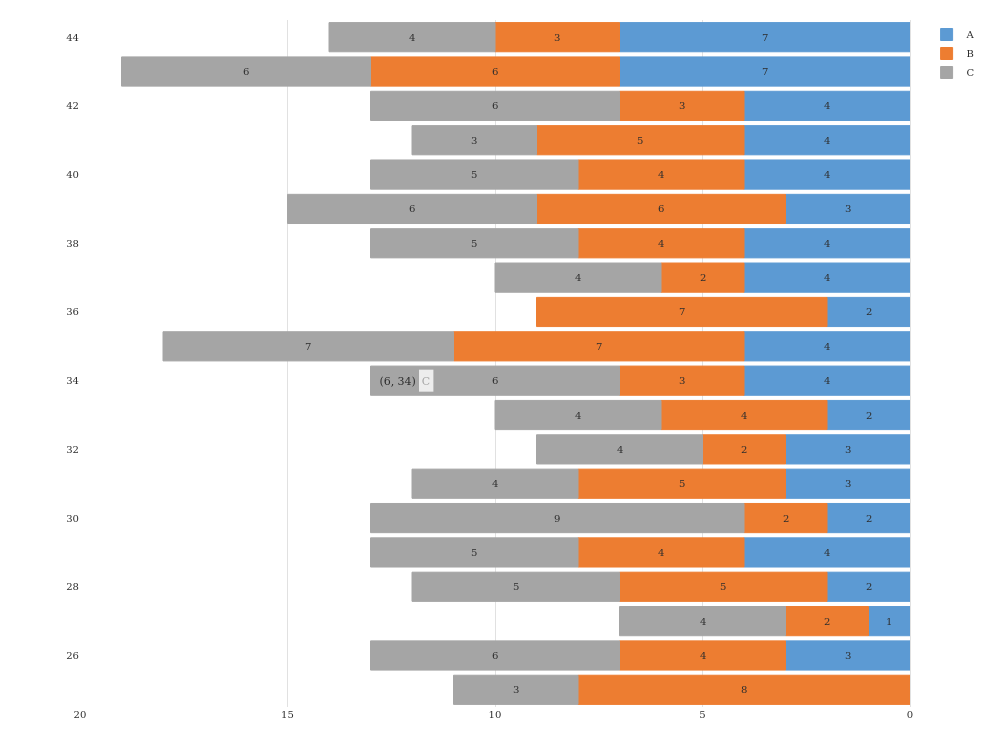 44 4 3 7 A
6 6 7 B
42 6 3 4 C
3 5 4
40 5 4 4
6 6 3
38 5 4 4
4 2 4
36 7 2
7 7 4
34 (6, 34) C 6 3 4
4 4 2
32 4 2 3
4 5 3
30 9 2 2
5 4 4
28 5 5 2
4 2 1
26 6 4 3
3 8
20 15 10 5 0